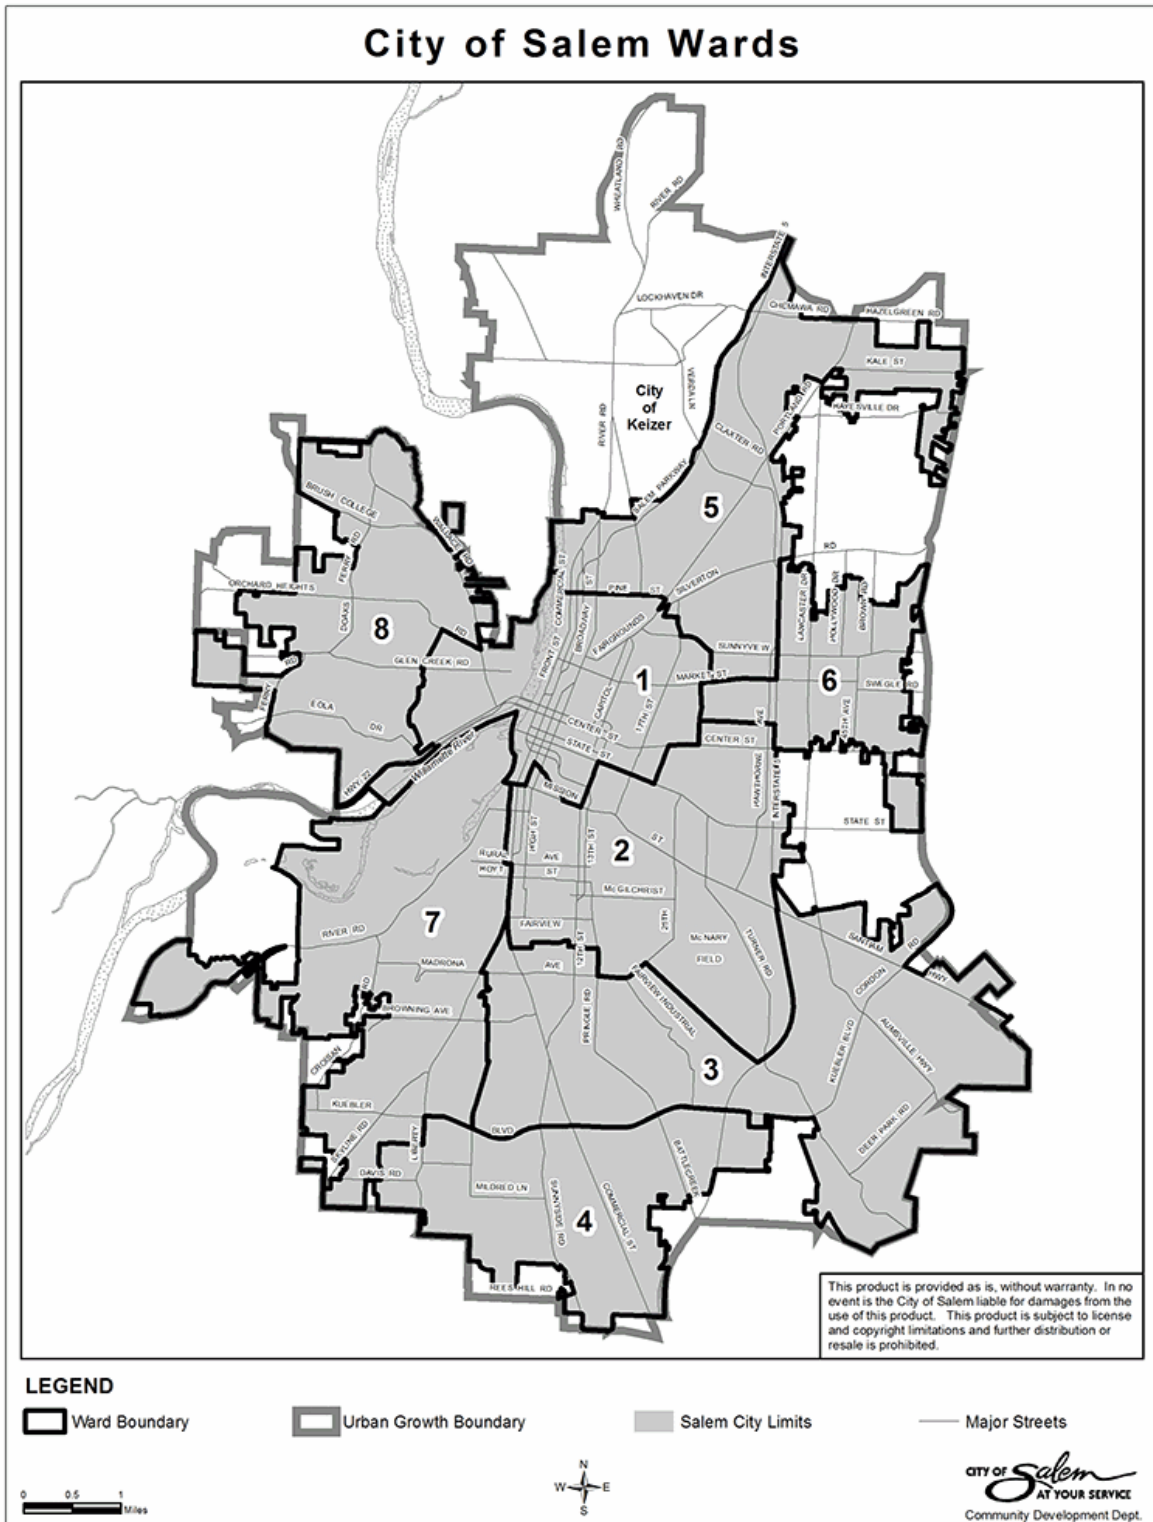 City of Salem Wards
WHEATLAND RD
RIVER RD
INTERSTATE 5
LOCKHAVEN DR
CHEMAWA RD
HAZELGREEN RD
KALE ST
VERDA LN
PORTLAND RD
HAYESVILLE DR
City
of
Keizer
RIVER RD
CLAXTER RD
SALEM PARKWAY
5
BRUSH COLLEGE
WALLACE RD
RD
DOAKS FERRY RD
ORCHARD HEIGHTS
RD
COMMERCIAL ST
PINE ST
SILVERTON
LANCASTER DR
HOLLYWOOD DR
BROWN RD
BROADWAY ST
FAIRGROUNDS
8
FRONT ST
SUNNYVIEW
GLEN CREEK RD
RD
1
MARKET ST
6
SWEGLE RD
FERRY
CAPITOL
17TH ST
45TH AVE
EOLA DR
CENTER ST
STATE ST
CENTER ST
HAWTHORNE AVE
INTERSTATE 5
Willamette River
HWY 22
MISSION ST
STATE ST
HIGH ST
13TH ST
2
RURAL AVE
HOYT ST
McGILCHRIST
7
FAIRVIEW
25TH
McNARY
FIELD
TURNER RD
RIVER RD
12TH ST
SANTIAM HWY
CORDON RD
MADRONA AVE
FAIRVIEW INDUSTRIAL
BROWNING AVE
PRINGLE RD
CROISAN RD
KUEBLER BLVD
AUMSVILLE HWY
3
KUEBLER BLVD
DEER PARK RD
SKYLINE RD
LIBERTY
BATTLECREEK
DAVIS RD
MILDRED LN
SUNNYSIDE RD
COMMERCIAL ST
4
REES HILL RD
This product is provided as is, without warranty. In no
event is the City of Salem liable for damages from the
use of this product. This product is subject to license
and copyright limitations and further distribution or
resale is prohibited.
LEGEND
Ward Boundary
Urban Growth Boundary
Salem City Limits
Major Streets
0 0.5 1
Miles
N
W E
S
CITY OF Salem
AT YOUR SERVICE
Community Development Dept.